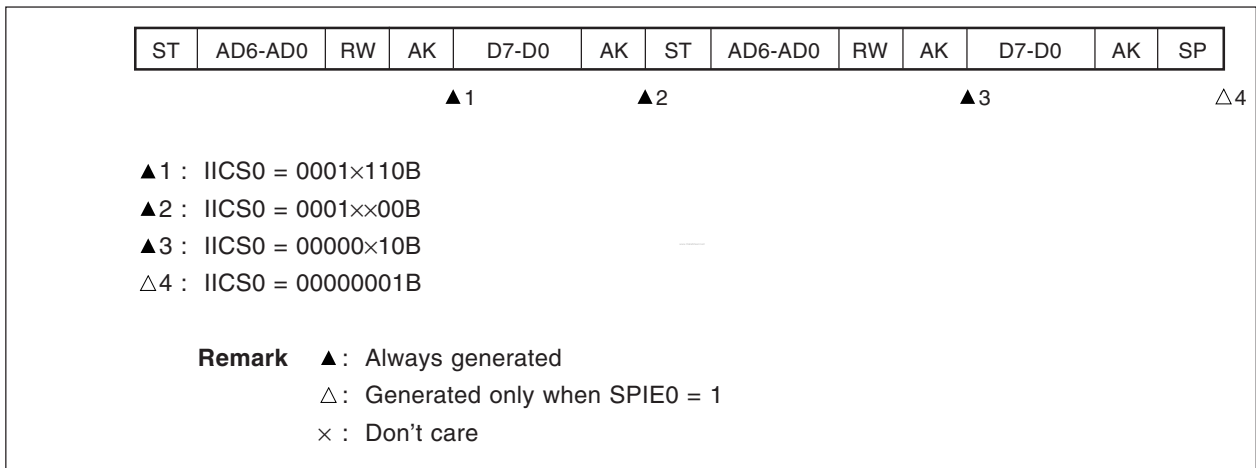 ST AD6-AD0 RW AK D7-D0 AK ST AD6-AD0 RW AK D7-D0 AK SP
▲1 ▲2 ▲3 △4
▲1 : IICS0 = 0001×110B
▲2 : IICS0 = 0001××00B
▲3 : IICS0 = 00000×10B
△4 : IICS0 = 00000001B
Remark ▲ : Always generated
△ : Generated only when SPIE0 = 1
× : Don't care